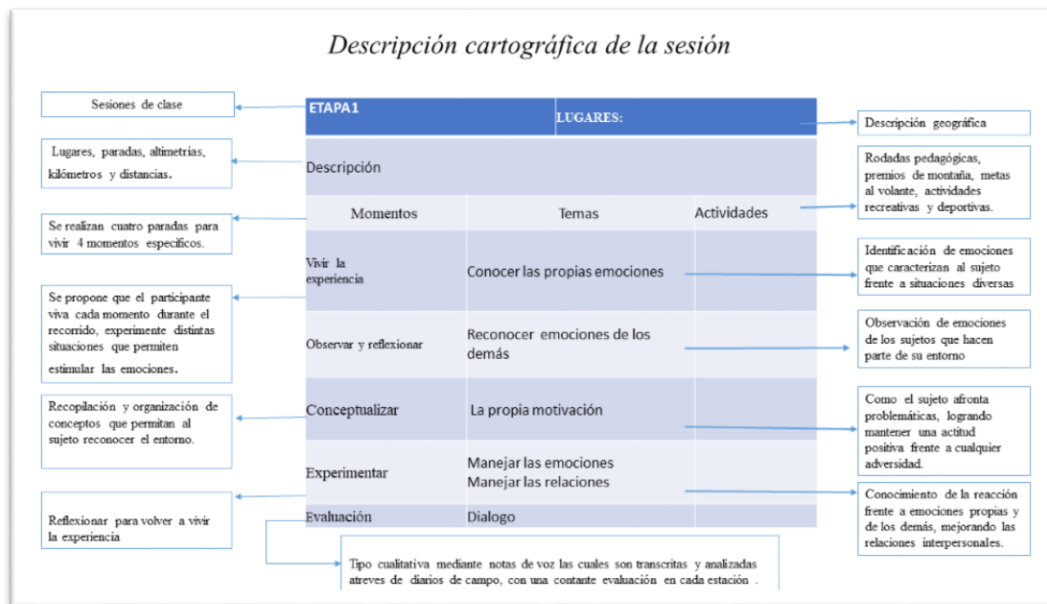 Descripción cartográfica de la sesión
Sesiones de clase
Lugares, paradas, altimetrias,
kilómetros y distancias.
Se realizan cuatro paradas para
vivir 4 momentos especificos.
Se propone que el participante
viva cada momento durante el
recorrido, experimente distintas
situaciones que permiten
estimular las emociones.
Recopilación y organización de
conceptos que permitan al
sujeto reconocer el entorno.
Reflexionar para volver a vivir
la experiencia
ETAPA1
LUGARES:
Descripción
Momentos Temas Actividades
Vivir la
experiencia
Conocer las propias emociones
Observar y reflexionar
Reconocer emociones de los
demás
Conceptualizar
La propia motivación
Experimentar
Manejar las emociones
Manejar las relaciones
Evaluación
Dialogo
Descripción geográfica
Rodadas pedagógicas,
premios de montaña, metas
al volante, actividades
recreativas y deportivas.
Identificación de emociones
que caracterizan al sujeto
frente a situaciones diversas
Observación de emociones
de los sujetos que hacen
parte de su entorno
Como el sujeto afronta
problemáticas, logrando
mantener una actitud
positiva frente a cualquier
adversidad.
Conocimiento de la reacción
frente a emociones propias y
de los demás, mejorando las
relaciones interpersonales.
Tipo cualitativa mediante notas de voz las cuales son transcritas y analizadas
atreves de diarios de campo, con una contante evaluación en cada estación .